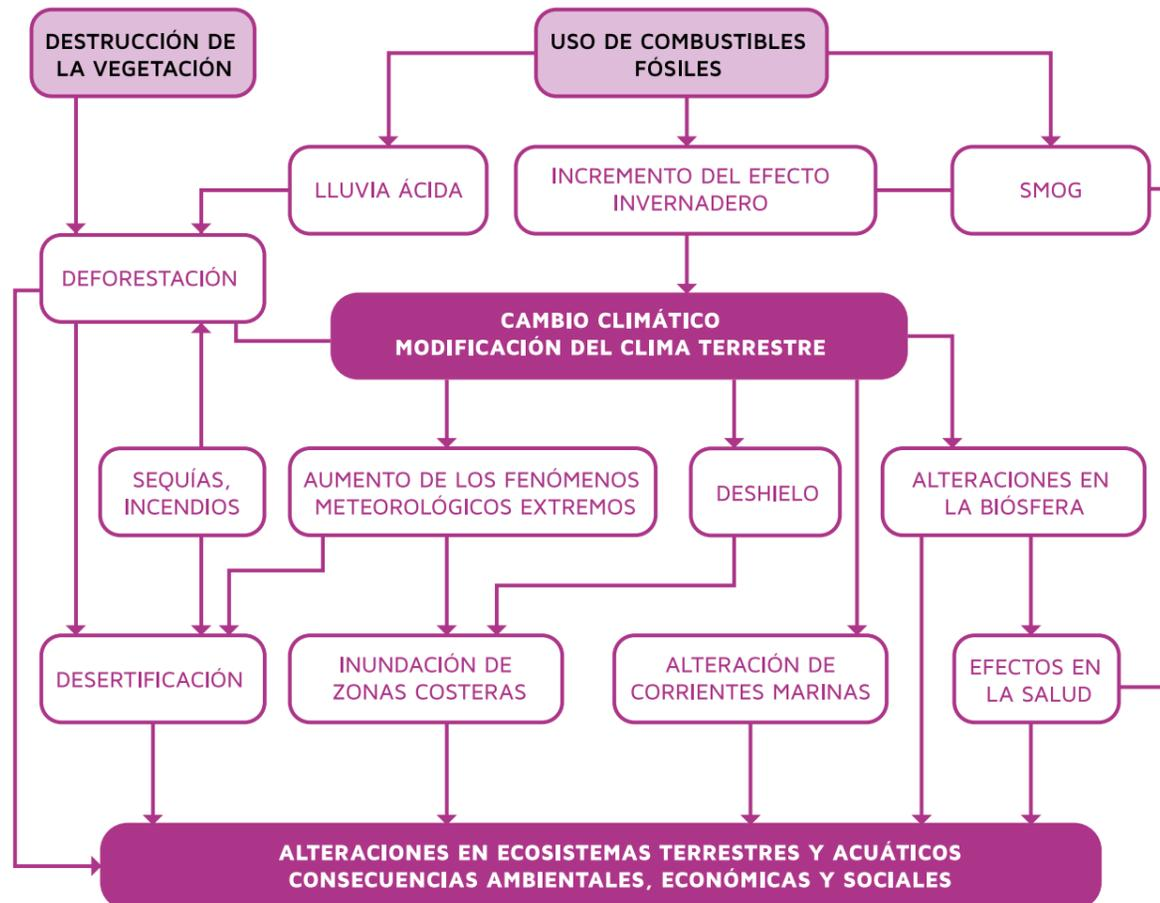 DESTRUCCIÓN DE
LA VEGETACIÓN
USO DE COMBUSTIBLES
FÓSILES
LLUVIA ÁCIDA
INCREMENTO DEL EFECTO
INVERNADERO
SMOG
DEFORESTACIÓN
CAMBIO CLIMÁTICO
MODIFICACIÓN DEL CLIMA TERRESTRE
SEQUÍAS,
INCENDIOS
AUMENTO DE LOS FENÓMENOS
METEOROLÓGICOS EXTREMOS
DESHIELO
ALTERACIONES EN
LA BIÓSFERA
DESERTIFICACIÓN
INUNDACIÓN DE
ZONAS COSTERAS
ALTERACIÓN DE
CORRIENTES MARINAS
EFECTOS EN
LA SALUD
ALTERACIONES EN ECOSISTEMAS TERRESTRES Y ACUÁTICOS
CONSECUENCIAS AMBIENTALES, ECONÓMICAS Y SOCIALES